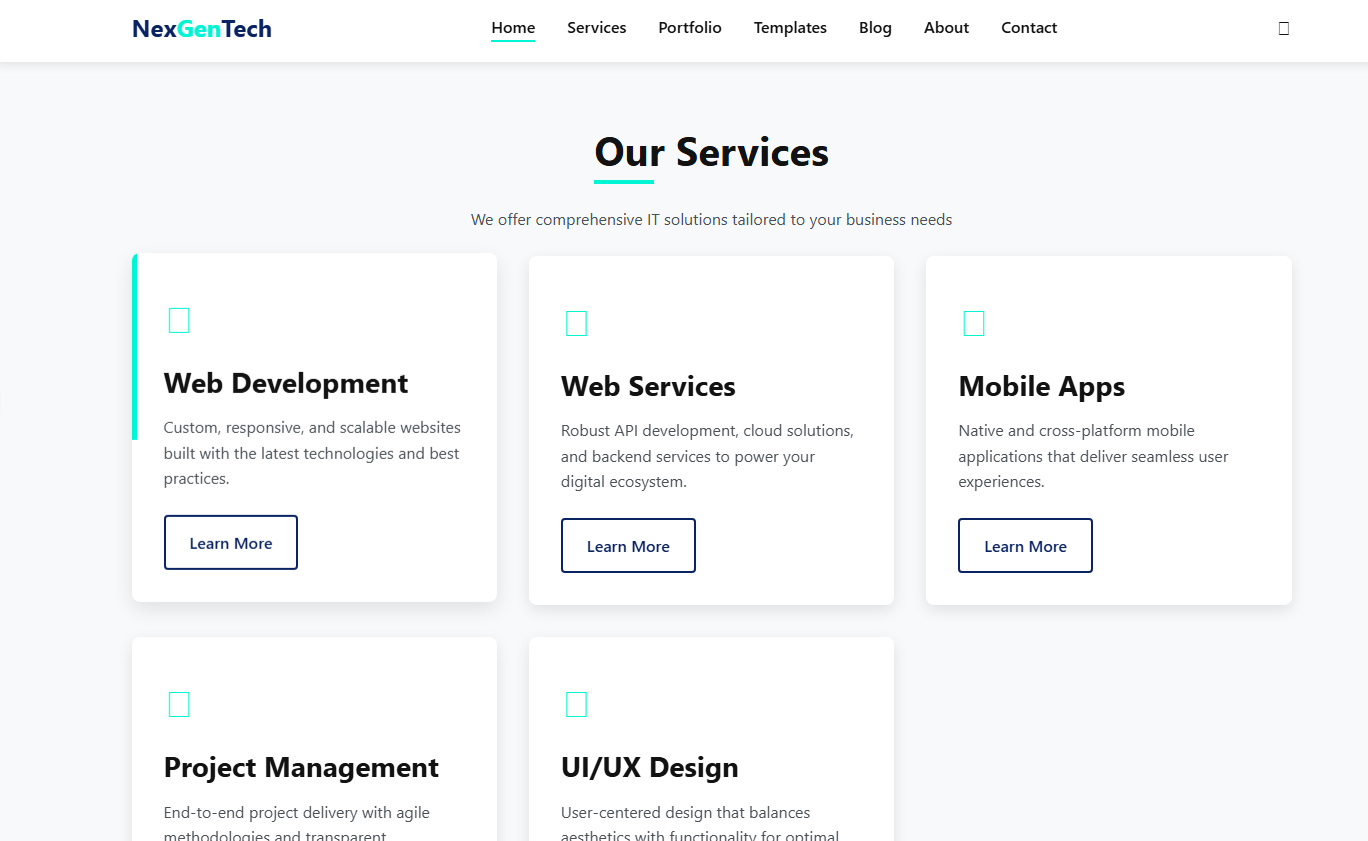 NexGenTech
Home Services Portfolio Templates Blog About Contact
Our Services
We offer comprehensive IT solutions tailored to your business needs
Web Development
Custom, responsive, and scalable websites
built with the latest technologies and best
practices.
Learn More
Web Services
Robust API development, cloud solutions,
and backend services to power your
digital ecosystem.
Learn More
Mobile Apps
Native and cross-platform mobile
applications that deliver seamless user
experiences.
Learn More
Project Management
End-to-end project delivery with agile
methodologies and transparent
UI/UX Design
User-centered design that balances
aesthetics with functionality for optimal